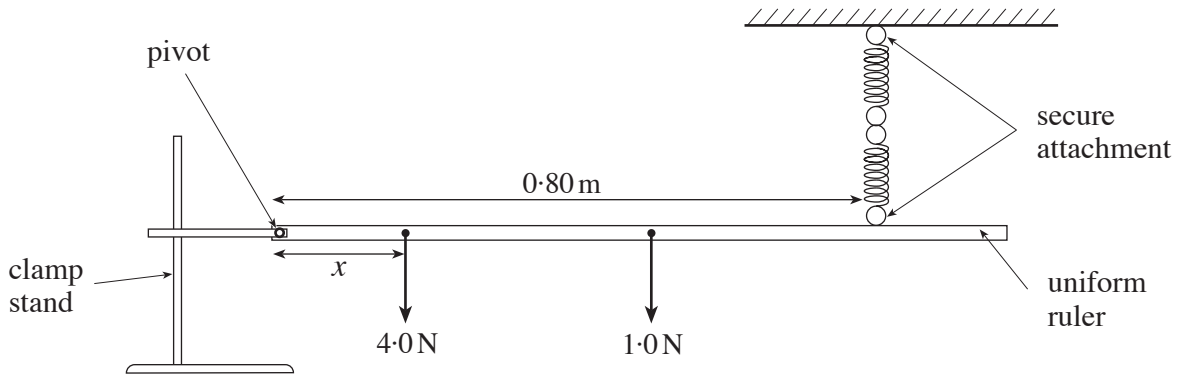 pivot
secure
attachment
0·80 m
x
clamp
stand
4·0 N
1·0 N
uniform
ruler